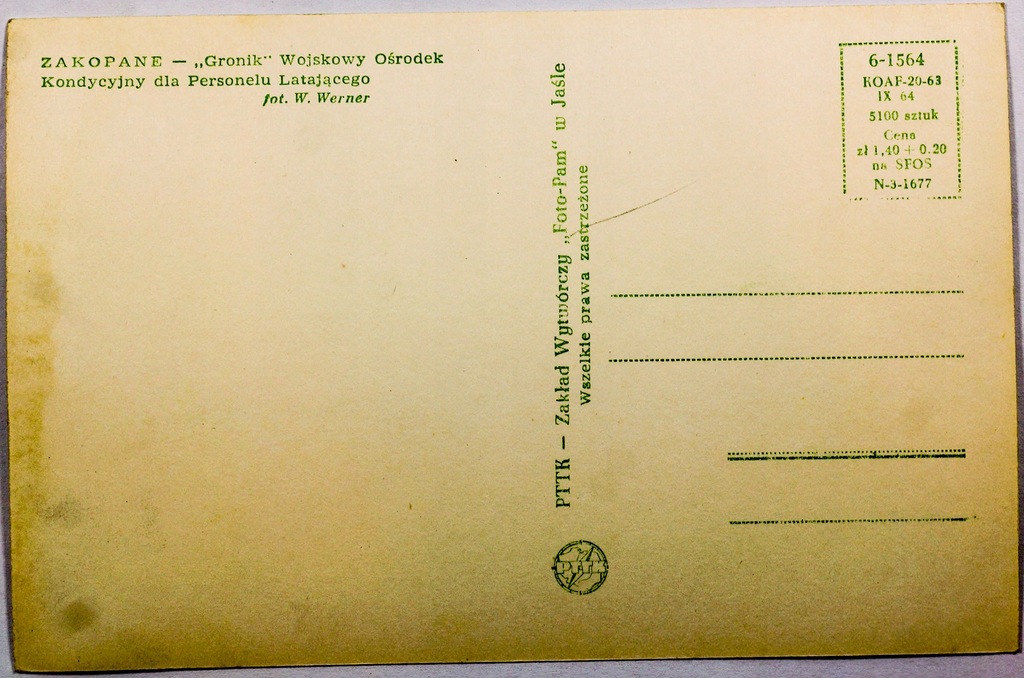 ZAKOPANE — „Gronik" Wojskowy Ośrodek
Kondycyjny dla Personelu Latającego
fot. W. Werner
PTTK — Zakład Wytwórczy „Foto-Pam" w Jaśle
Wszelkie prawa zastrzeżone
PTTK
6-1564
KOAF-20-63
IX 64
5100 sztuk
Cena
zł 1,40 + 0.20
na SFOS
N-3-1677